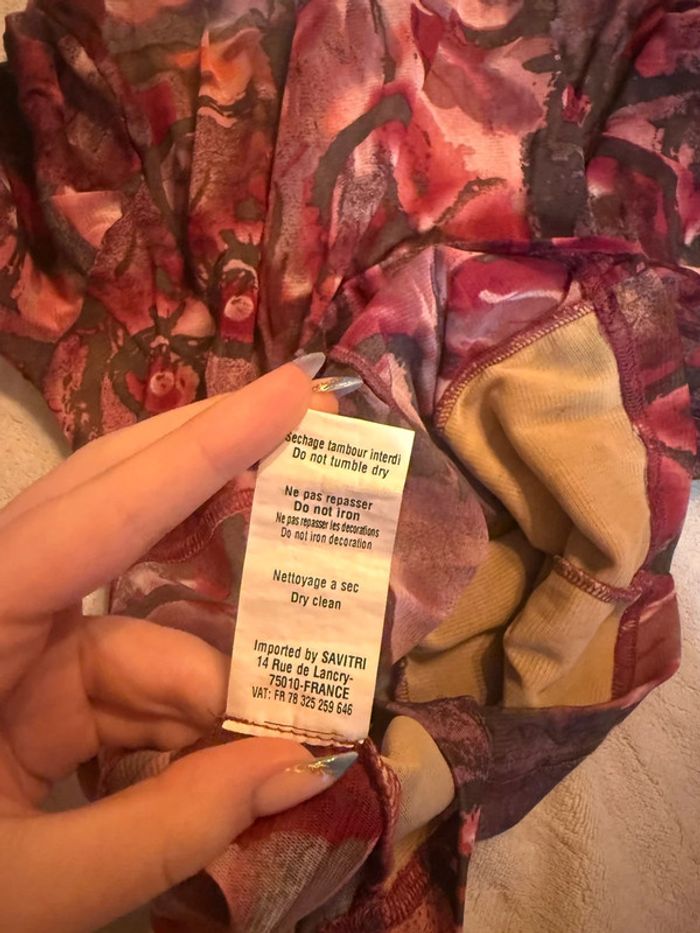 Sechage tambour interdi
Do not tumble dry
Ne pas repasser
Do not iron
Ne pas repasser les decorations
Do not iron decoration
Nettoyage a sec
Dry clean
Imported by SAVITRI
14 Rue de Lancry-
75010-FRANCE
VAT: FR 78 325 259 646